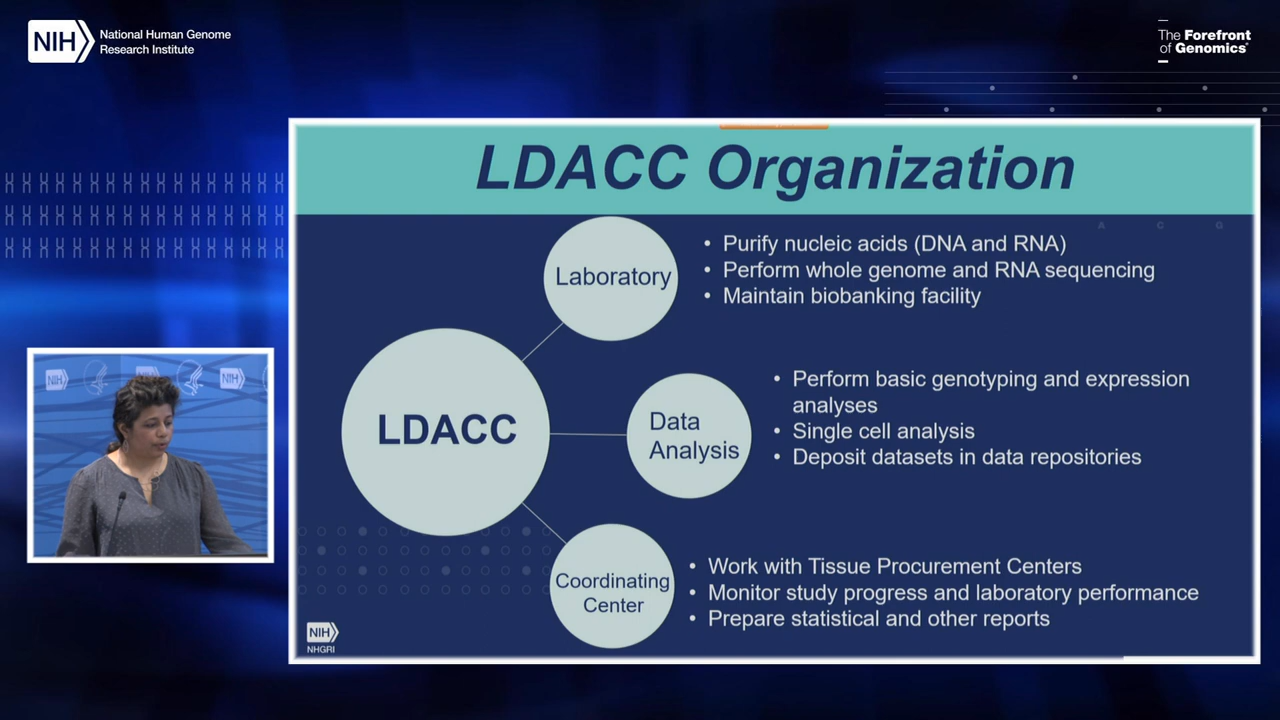 NIH
National Human Genome
Research Institute
The Forefront
of Genomics®
LDACC Organization
A C G
Laboratory
• Purify nucleic acids (DNA and RNA)
• Perform whole genome and RNA sequencing
• Maintain biobanking facility
LDACC
Data
Analysis
• Perform basic genotyping and expression
analyses
• Single cell analysis
• Deposit datasets in data repositories
Coordinating
Center
• Work with Tissue Procurement Centers
• Monitor study progress and laboratory performance
• Prepare statistical and other reports
NIH
NHGRI
NIH
NIH